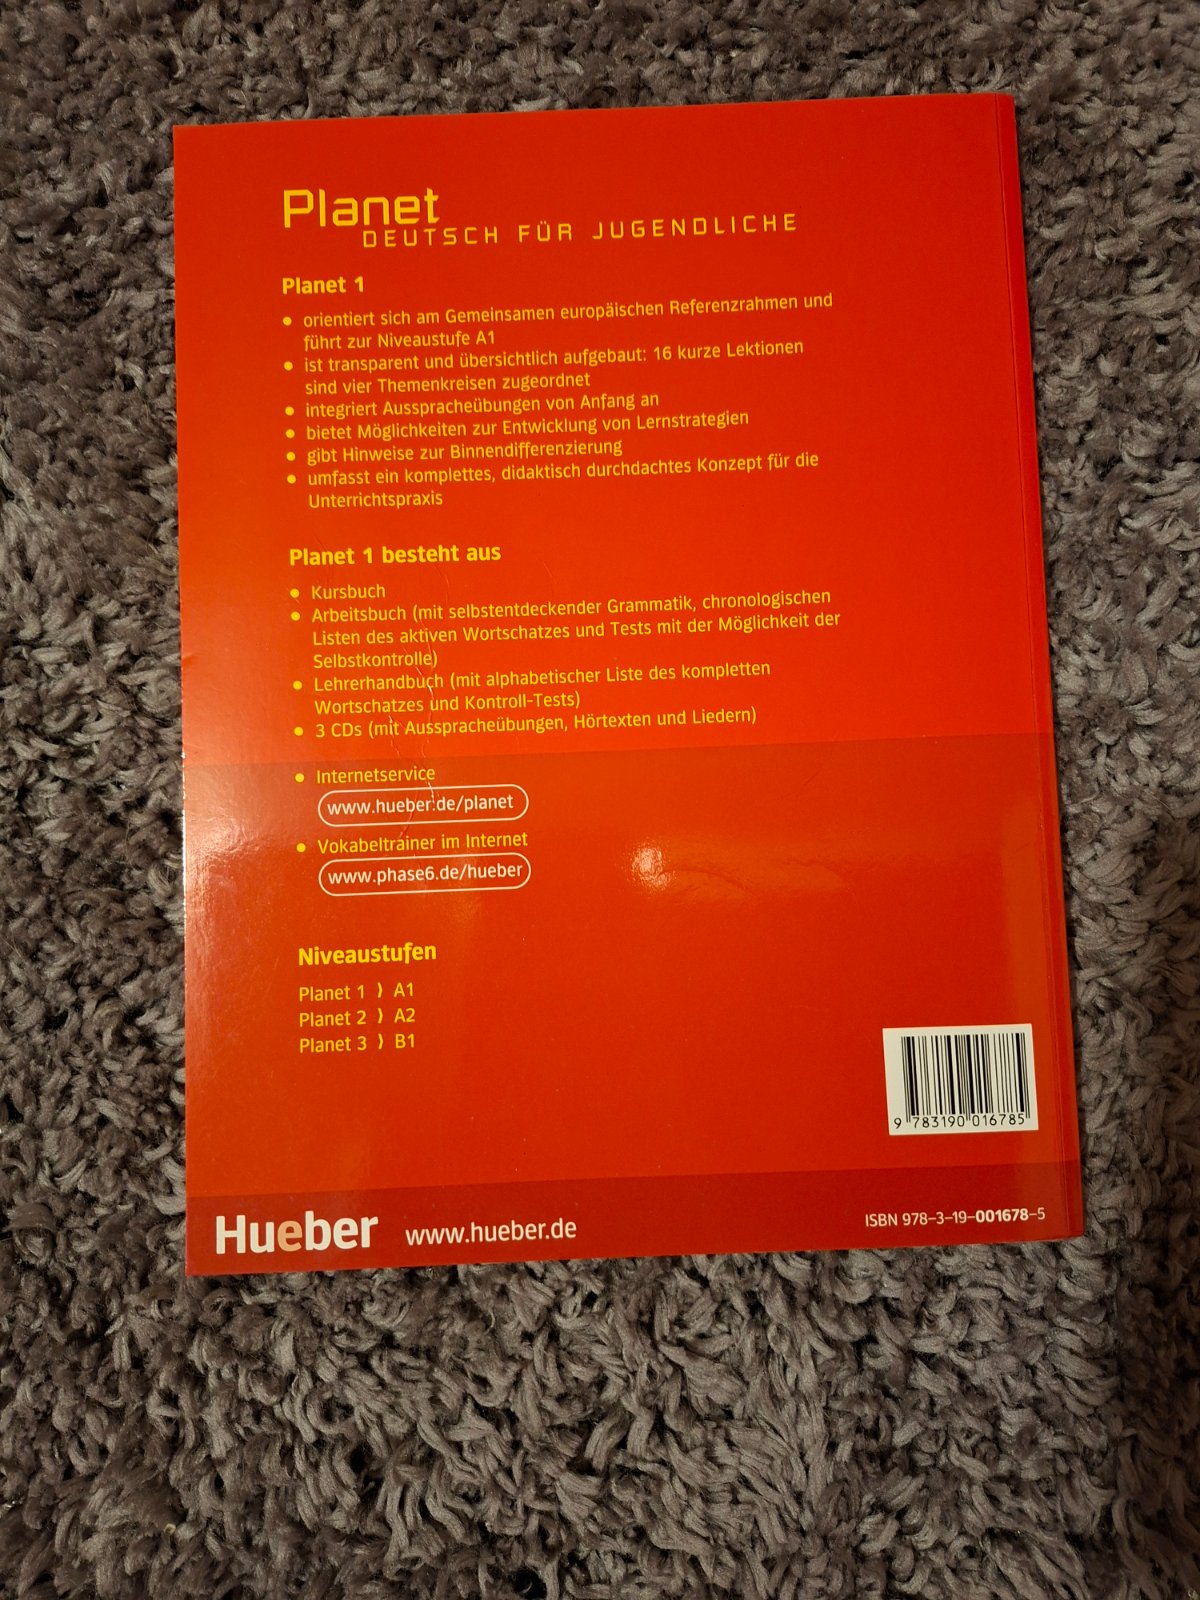 Planet
DEUTSCH FÜR JUGENDLICHE
Planet 1
• orientiert sich am Gemeinsamen europäischen Referenzrahmen und
führt zur Niveaustufe A1
• ist transparent und übersichtlich aufgebaut: 16 kurze Lektionen
sind vier Themenkreisen zugeordnet
• integriert Ausspracheübungen von Anfang an
• bietet Möglichkeiten zur Entwicklung von Lernstrategien
• gibt Hinweise zur Binnendifferenzierung
• umfasst ein komplettes, didaktisch durchdachtes Konzept für die
Unterrichtspraxis
Planet 1 besteht aus
• Kursbuch
• Arbeitsbuch (mit selbstentdeckender Grammatik, chronologischen
Listen des aktiven Wortschatzes und Tests mit der Möglichkeit der
Selbstkontrolle)
• Lehrerhandbuch (mit alphabetischer Liste des kompletten
Wortschatzes und Kontroll-Tests)
• 3 CDs (mit Ausspracheübungen, Hörtexten und Liedern)
• Internetservice
www.hueber.de/planet
• Vokabeltrainer im Internet
www.phase6.de/hueber
Niveaustufen
Planet 1 ⟩ A1
Planet 2 ⟩ A2
Planet 3 ⟩ B1
9 783190 016785
Hueber www.hueber.de
ISBN 978–3–19–001678–5